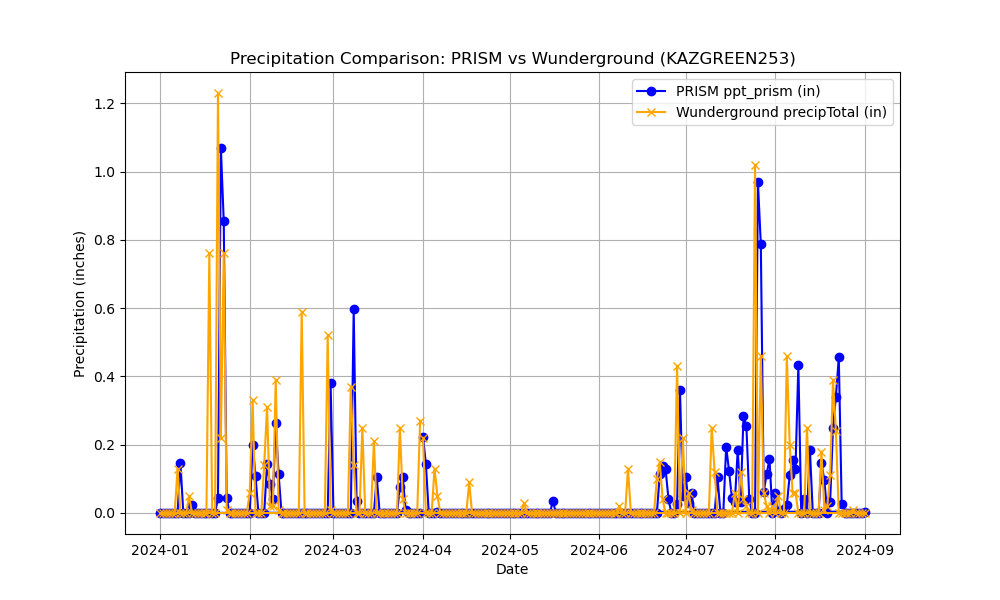 Precipitation Comparison: PRISM vs Wunderground (KAZGREEN253)
PRISM ppt_prism (in)
Wunderground precipTotal (in)
Precipitation (inches)
1.2
1.0
0.8
0.6
0.4
0.2
0.0
2024-01 2024-02 2024-03 2024-04 2024-05 2024-06 2024-07 2024-08 2024-09
Date